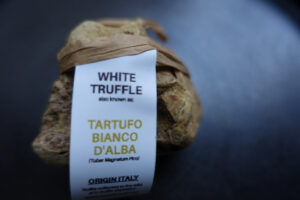 WHITE
TRUFFLE
also known as:
TARTUFO
BIANCO
D'ALBA
(Tuber Magnatum Pico)
ORIGIN ITALY